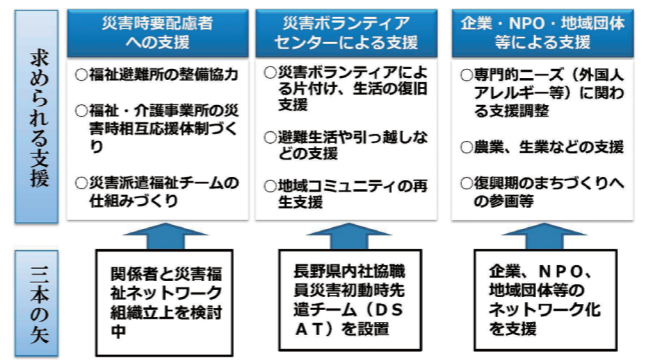 求められる支援
災害時要配慮者
への支援
○福祉避難所の整備協力
○福祉・介護事業所の災
害時相互応援体制づく
り
○災害派遣福祉チームの
仕組みづくり
災害ボランティア
センターによる支援
○災害ボランティアによ
る片付け、生活の復旧
支援
○避難生活や引っ越しな
どの支援
○地域コミュニティの再
生支援
企業・NPO・地域団体
等による支援
○専門的ニーズ（外国人
アレルギー等）に関わ
る支援調整
○農業、生業などの支援
○復興期のまちづくりへ
の参画等
三本の矢
関係者と災害福
祉ネットワーク
組織立上を検討
中
長野県内社協職
員災害初動時先
遣チーム（ＤＳ
ＡＴ）を設置
企業、ＮＰＯ、
地域団体等の
ネットワーク化
を支援